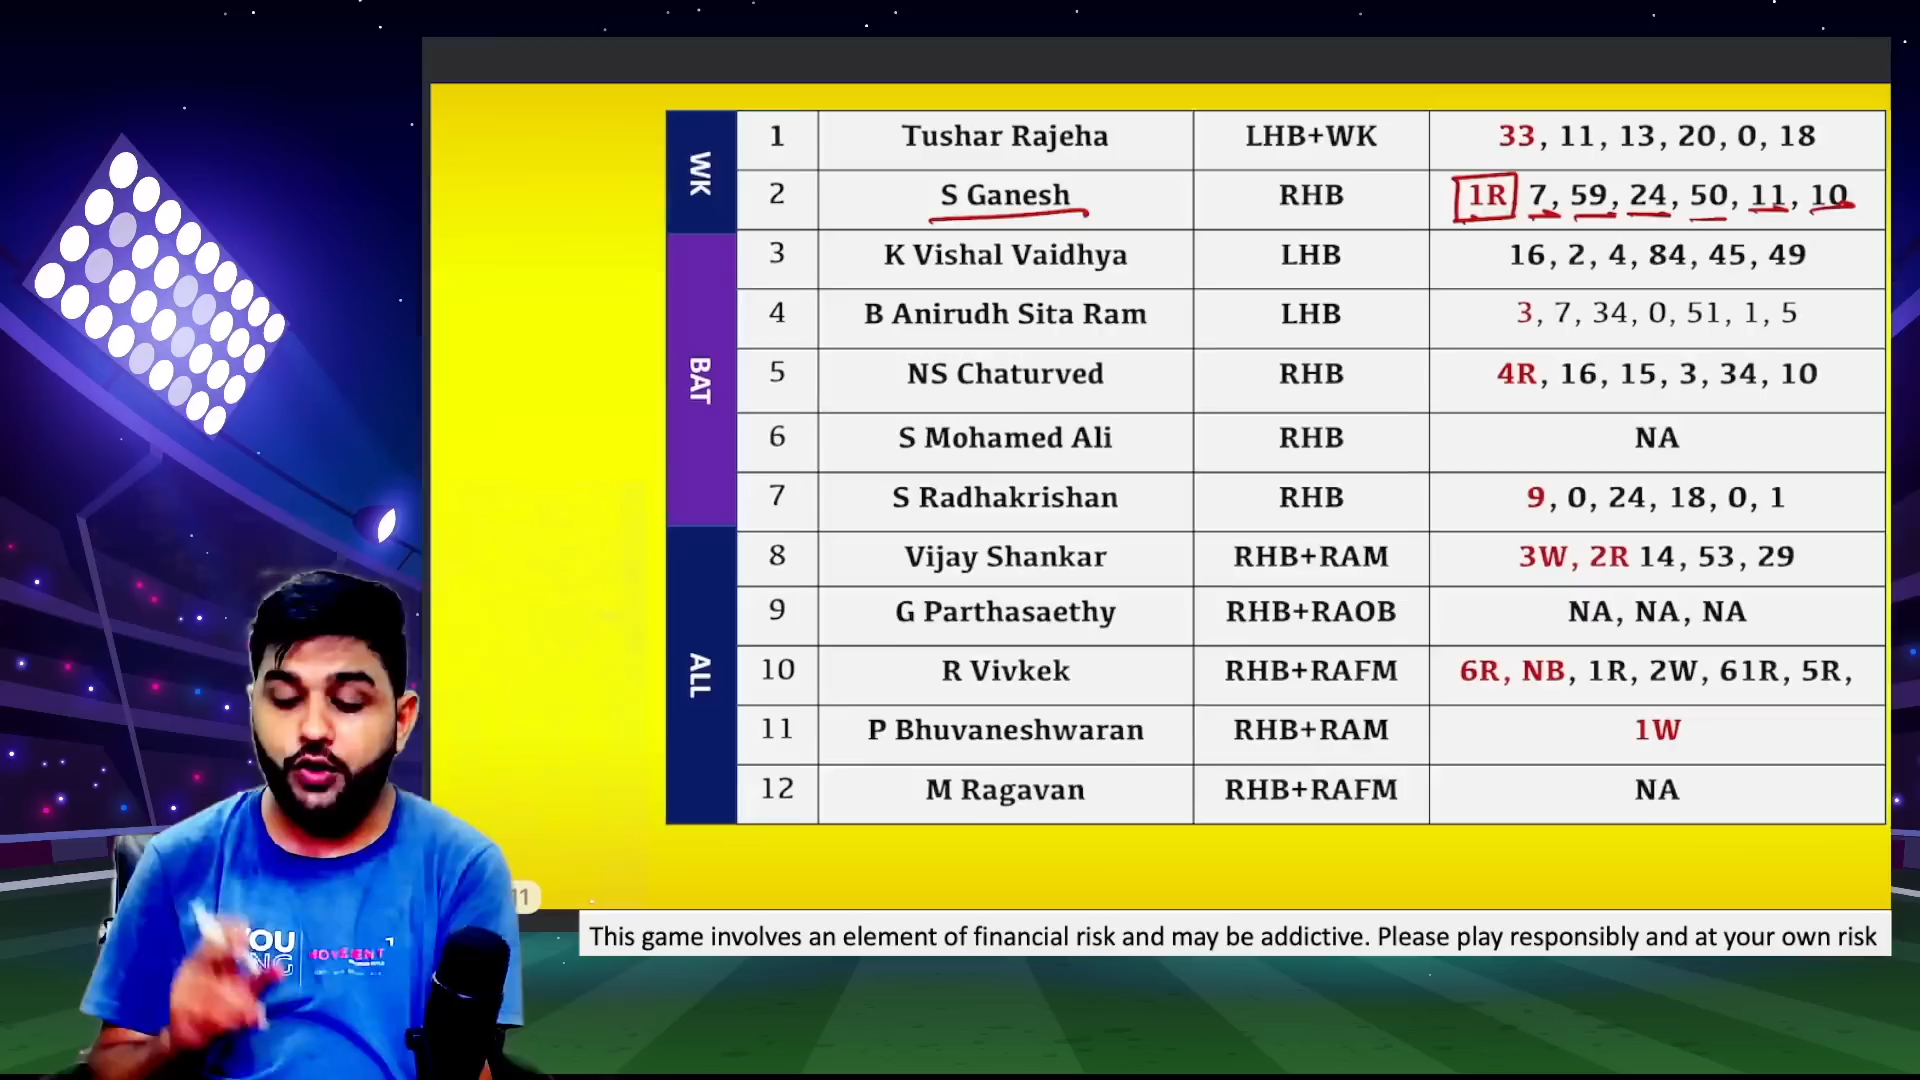 WK
1 Tushar Rajeha LHB+WK 33, 11, 13, 20, 0, 18
2 S Ganesh RHB 1R 7, 59, 24, 50, 11, 10
BAT
3 K Vishal Vaidhya LHB 16, 2, 4, 84, 45, 49
4 B Anirudh Sita Ram LHB 3, 7, 34, 0, 51, 1, 5
5 NS Chaturved RHB 4R, 16, 15, 3, 34, 10
6 S Mohamed Ali RHB NA
7 S Radhakrishan RHB 9, 0, 24, 18, 0, 1
ALL
8 Vijay Shankar RHB+RAM 3W, 2R 14, 53, 29
9 G Parthasaethy RHB+RAOB NA, NA, NA
10 R Vivkek RHB+RAFM 6R, NB, 1R, 2W, 61R, 5R,
11 P Bhuvaneshwaran RHB+RAM 1W
12 M Ragavan RHB+RAFM NA
11
This game involves an element of financial risk and may be addictive. Please play responsibly and at your own risk